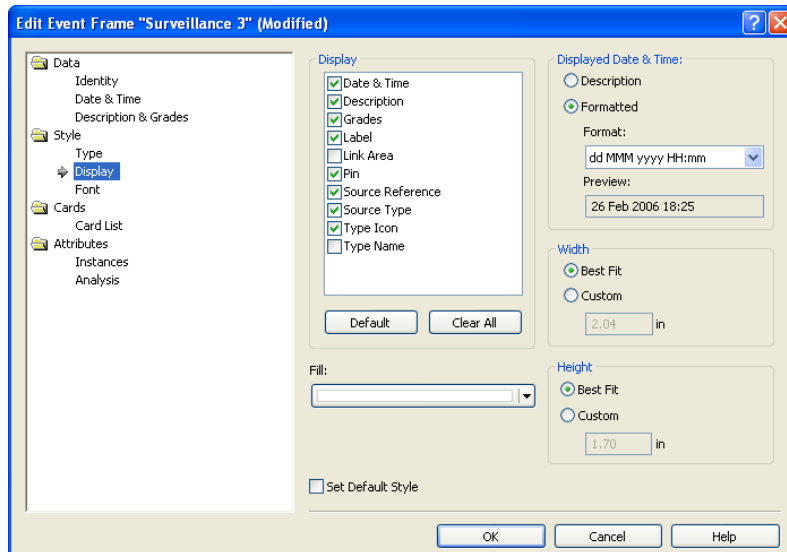 Edit Event Frame "Surveillance 3" (Modified)
Data
Identity
Date & Time
Description & Grades
Style
Type
Display
Font
Cards
Card List
Attributes
Instances
Analysis
Display
Date & Time
Description
Grades
Label
Link Area
Pin
Source Reference
Source Type
Type Icon
Type Name
Default
Clear All
Fill:
Set Default Style
Displayed Date & Time:
Description
Formatted
Format:
dd MMM yyyy HH:mm
Preview:
26 Feb 2006 18:25
Width
Best Fit
Custom
2.04 in
Height
Best Fit
Custom
1.70 in
OK
Cancel
Help